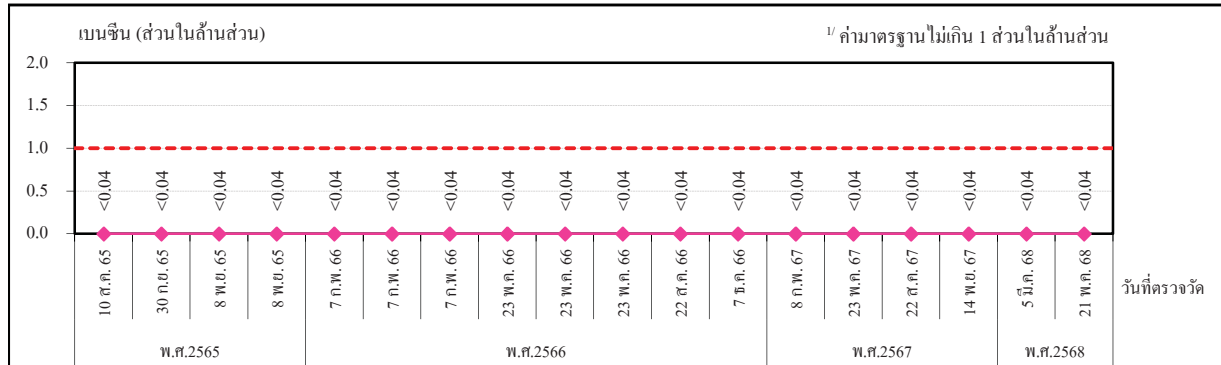 เบนซีน (ส่วนในล้านส่วน)
1/ ค่ามาตรฐานไม่เกิน 1 ส่วนในล้านส่วน
2.0
1.5
1.0
0.5
0.0
<0.04 <0.04 <0.04 <0.04 <0.04 <0.04 <0.04 <0.04 <0.04 <0.04 <0.04 <0.04 <0.04 <0.04 <0.04 <0.04 <0.04 <0.04
10 ส.ค. 65
30 ก.ย. 65
8 พ.ย. 65
8 พ.ย. 65
7 ก.พ. 66
7 ก.พ. 66
7 ก.พ. 66
23 พ.ค. 66
23 พ.ค. 66
23 พ.ค. 66
22 ส.ค. 66
7 ธ.ค. 66
8 ก.พ. 67
23 พ.ค. 67
22 ส.ค. 67
14 พ.ย. 67
5 มี.ค. 68
21 พ.ค. 68
วันที่ตรวจวัด
พ.ศ.2565 พ.ศ.2566 พ.ศ.2567 พ.ศ.2568